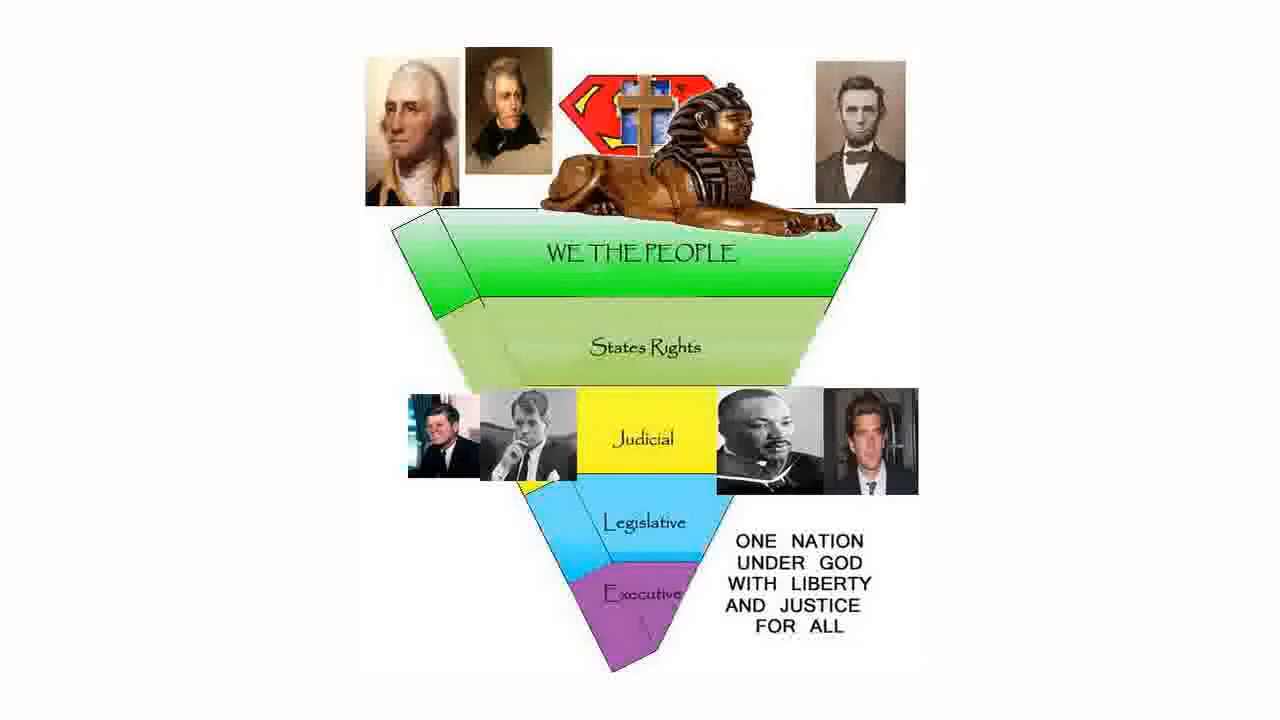 WE THE PEOPLE
States Rights
Judicial
Legislative
Executive
ONE NATION
UNDER GOD
WITH LIBERTY
AND JUSTICE
FOR ALL